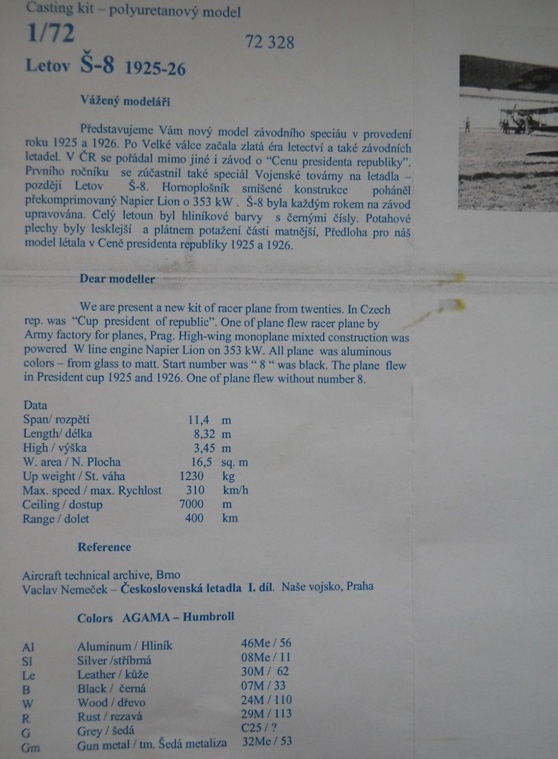 Casting kit – polyuretanový model
1/72
72 328
Letov Š-8 1925-26
Vážený modeláři
Představujeme Vám nový model závodního speciáu v provedení
roku 1925 a 1926. Po Velké válce začala zlatá éra letectví a také závodních
letadel. V ČR se pořádal mimo jiné i závod o "Cenu presidenta republiky".
Prvního ročníku se zúčastnil také speciál Vojenské továrny na letadla –
později Letov Š-8. Hornoplošník smíšené konstrukce poháněl
překomprimovaný Napier Lion o 353 kW . Š-8 byla každým rokem na závod
upravována. Celý letoun byl hliníkové barvy s černými čísly. Potahové
plechy byly lesklejší a plátnem potažení části matnější, Předloha pro náš
model létala v Ceně presidenta republiky 1925 a 1926.
Dear modeller
We are present a new kit of racer plane from twenties. In Czech
rep. was "Cup president of republic". One of plane flew racer plane by
Army factory for planes, Prag. High-wing monoplane mixted construction was
powered W line engine Napier Lion on 353 kW. All plane was aluminous
colors – from glass to matt. Start number was " 8 " was black. The plane flew
in President cup 1925 and 1926. One of plane flew without number 8.
Data
Span/ rozpětí 11,4 m
Length/ délka 8,32 m
High / výška 3,45 m
W. area / N. Plocha 16,5 sq. m
Up weight / St. váha 1230 kg
Max. speed / max. Rychlost 310 km/h
Ceiling / dostup 7000 m
Range / dolet 400 km
Reference
Aircraft technical archive, Brno
Vaclav Nemeček – Československá letadla I. díl. Naše vojsko, Praha
Colors AGAMA – Humbroll
Al Aluminum / Hliník 46Me / 56
Sl Silver /stříbrná 08Me / 11
Le Leather / kůže 30M / 62
B Black / černá 07M / 33
W Wood / dřevo 24M / 110
R Rust / rezavá 29M / 113
G Grey / šedá C25 / ?
Gm Gun metal / tm. Šedá metaliza 32Me / 53